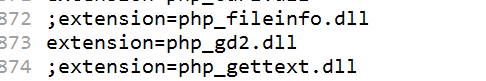 872 ;extension=php_fileinfo.dll
873 extension=php_gd2.dll
874 ;extension=php_gettext.dll